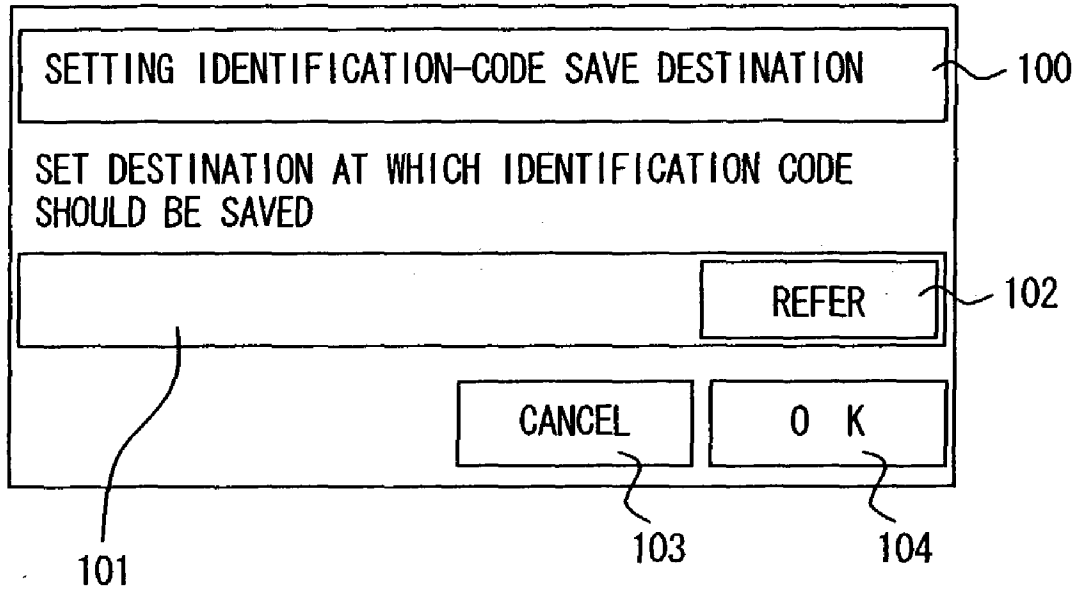 SETTING IDENTIFICATION-CODE SAVE DESTINATION
100
SET DESTINATION AT WHICH IDENTIFICATION CODE
SHOULD BE SAVED
REFER
102
CANCEL
O K
101
103
104